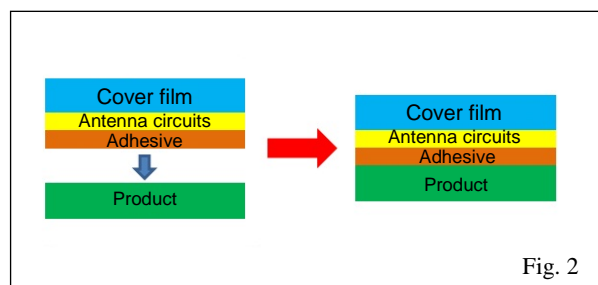 Cover film
Antenna circuits
Adhesive
Product
Cover film
Antenna circuits
Adhesive
Product
Fig. 2